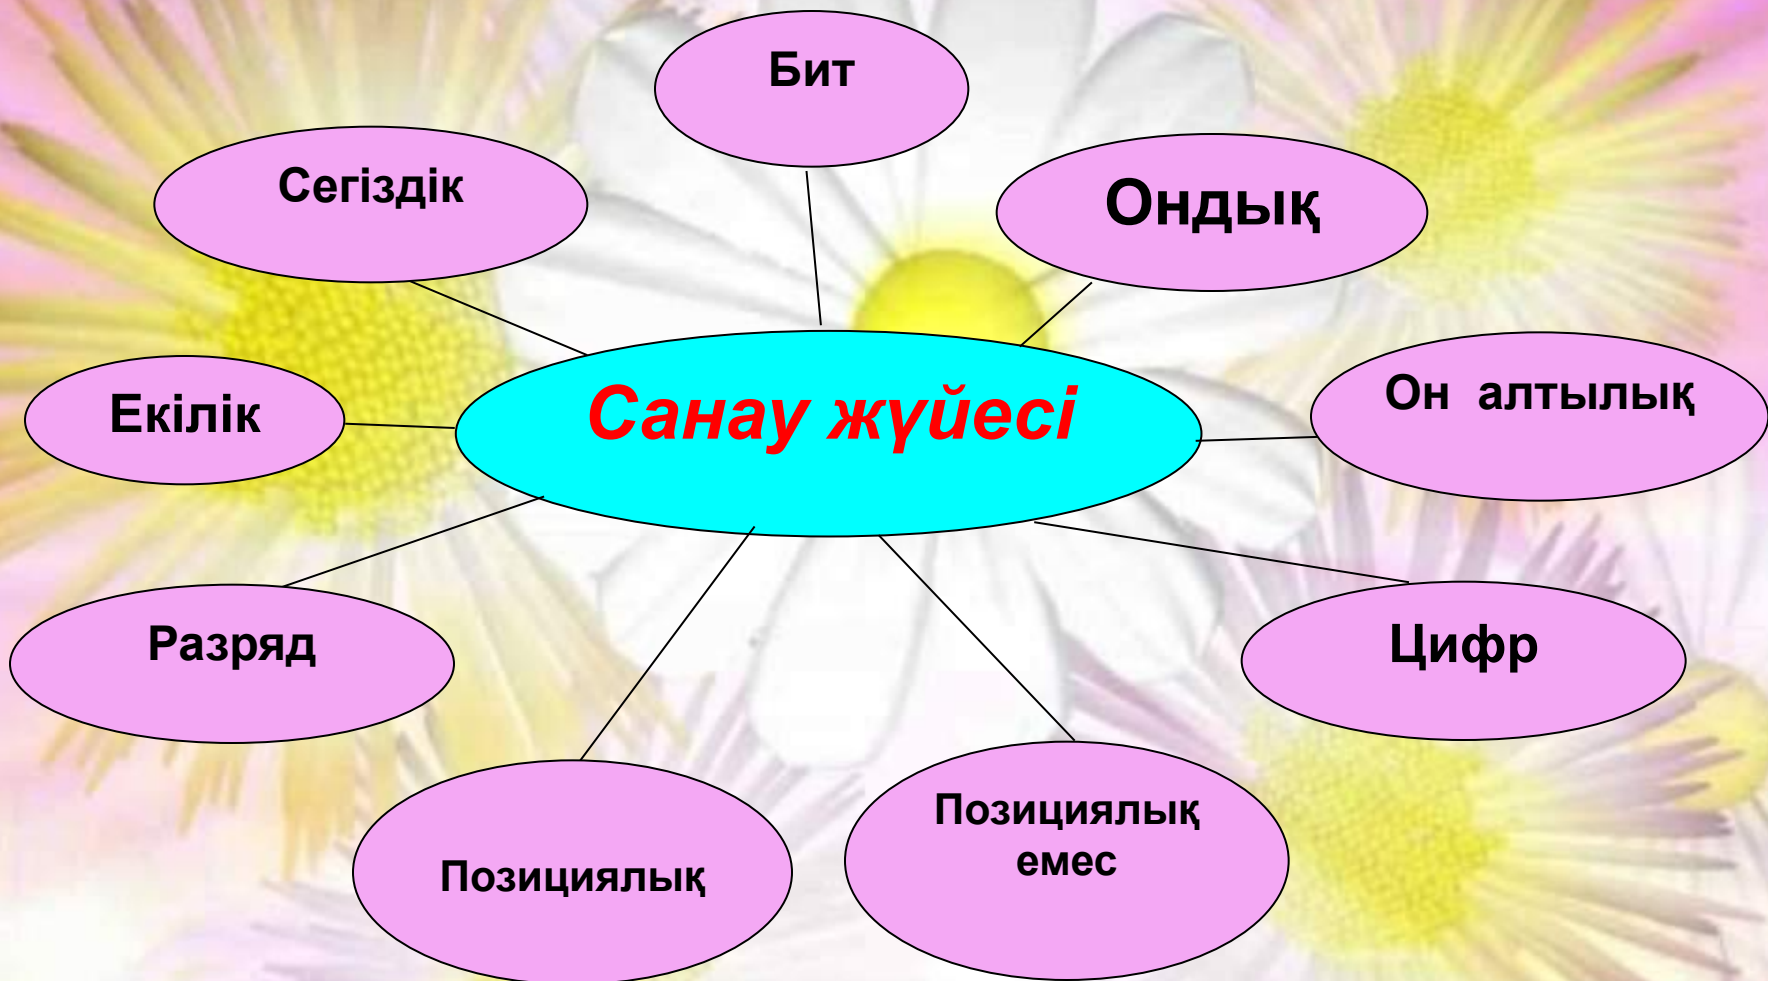 Бит
Сегіздік
Ондық
Санау жүйесі
Он алтылық
Екілік
Разряд
Цифр
Позициялық
Позициялық
емес